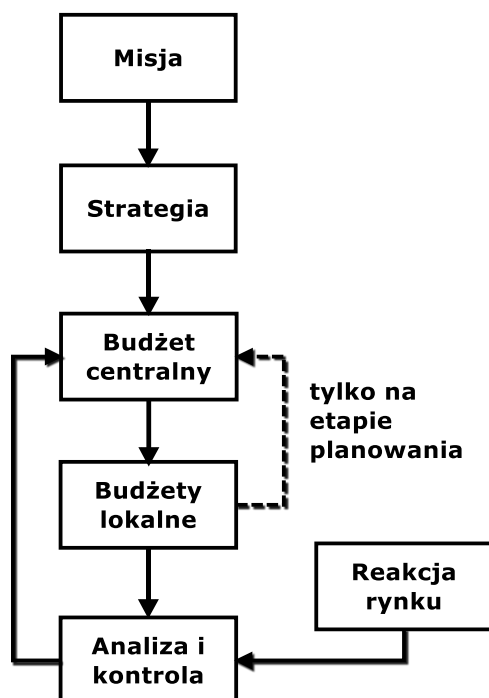 Misja
Strategia
Budżet
centralny
tylko na
etapie
planowania
Budżety
lokalne
Reakcja
rynku
Analiza i
kontrola